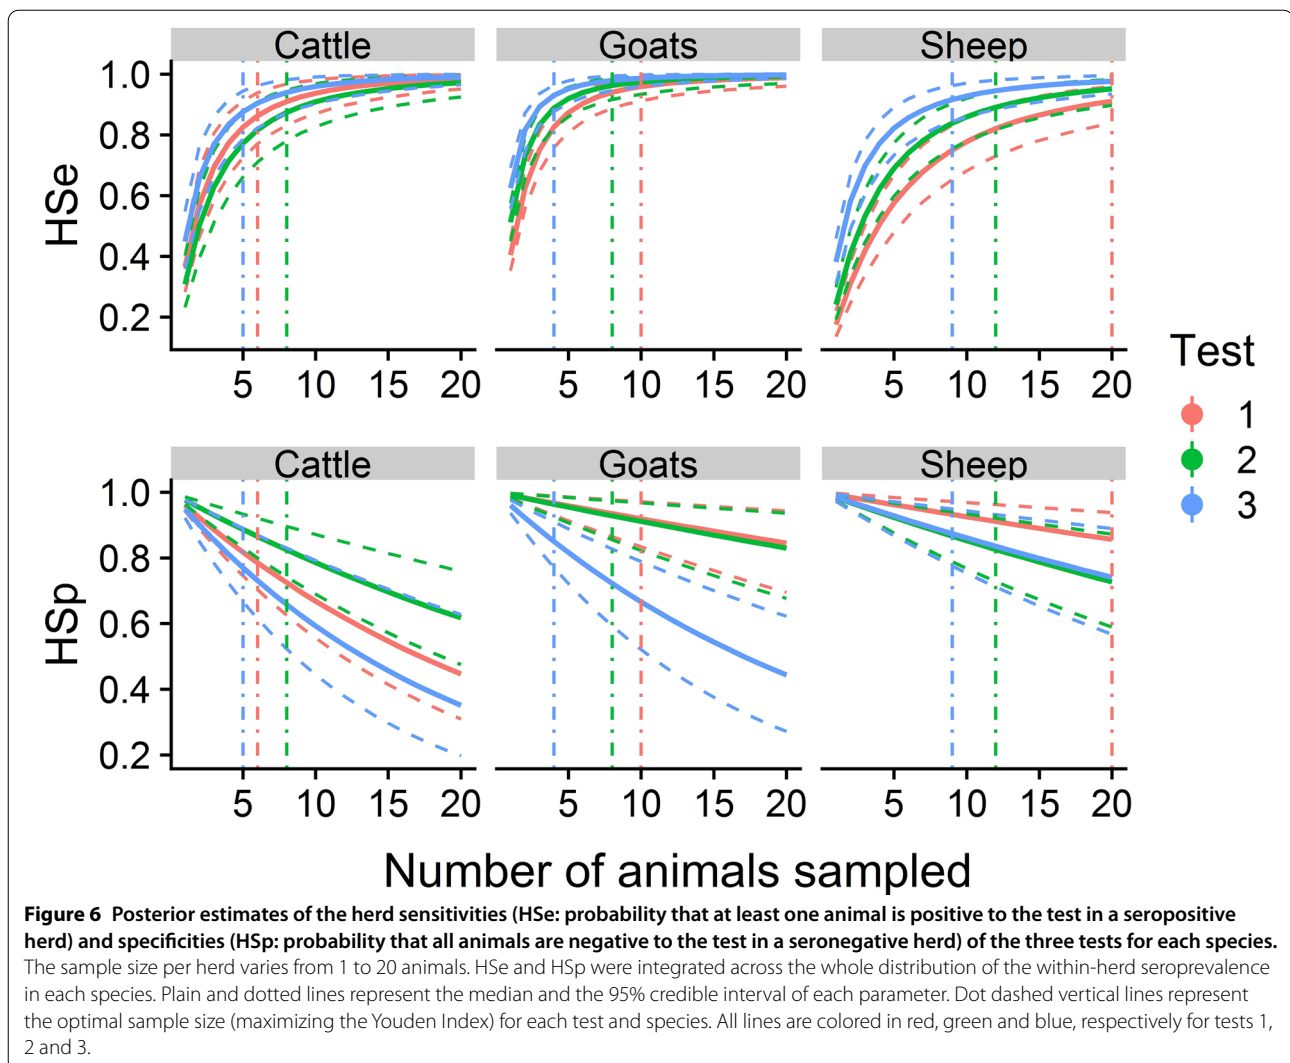 Cattle Goats Sheep
HSe
1.0
0.8
0.6
0.4
0.2
5 10 15 20 5 10 15 20 5 10 15 20
Test
1
2
3
Cattle Goats Sheep
HSp
1.0
0.8
0.6
0.4
0.2
5 10 15 20 5 10 15 20 5 10 15 20
Number of animals sampled
Figure 6 Posterior estimates of the herd sensitivities (HSe: probability that at least one animal is positive to the test in a seropositive
herd) and specificities (HSp: probability that all animals are negative to the test in a seronegative herd) of the three tests for each species.
The sample size per herd varies from 1 to 20 animals. HSe and HSp were integrated across the whole distribution of the within-herd seroprevalence
in each species. Plain and dotted lines represent the median and the 95% credible interval of each parameter. Dot dashed vertical lines represent
the optimal sample size (maximizing the Youden Index) for each test and species. All lines are colored in red, green and blue, respectively for tests 1,
2 and 3.